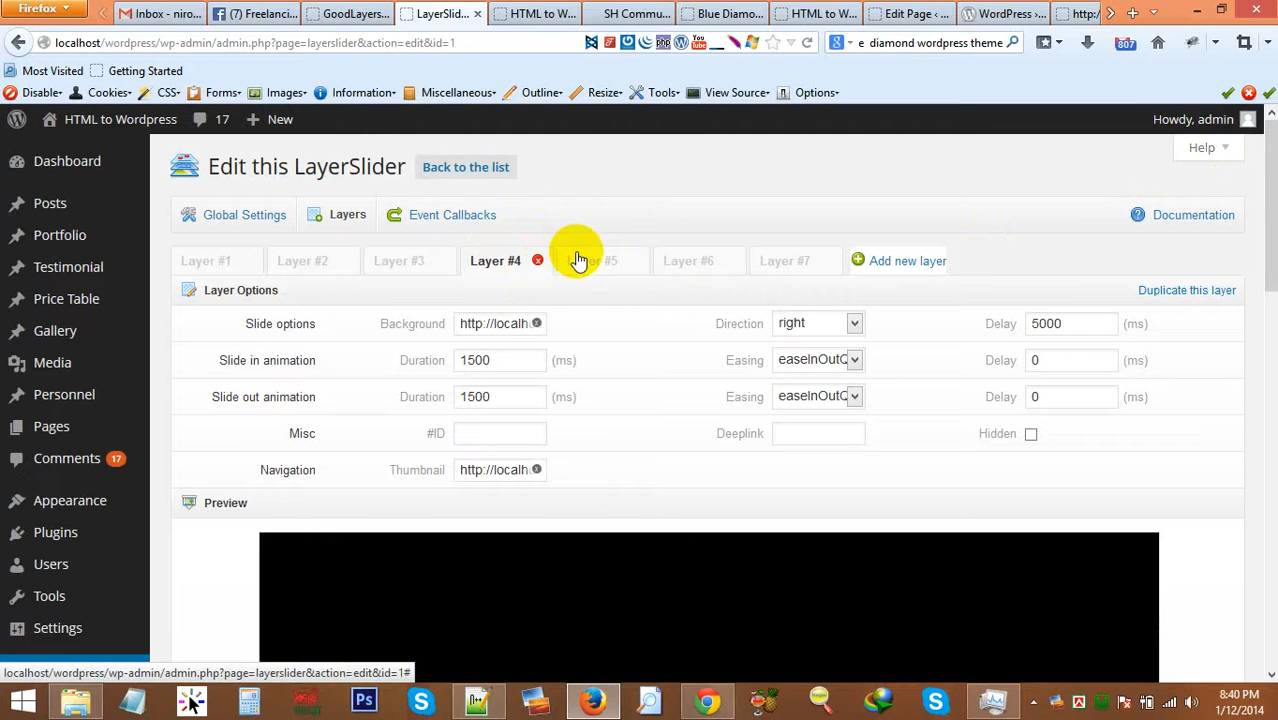 Firefox
Inbox - niro...
(7) Freelanci...
GoodLayers...
LayerSlid...
HTML to W...
SH Commu...
Blue Diamo...
HTML to W...
Edit Page ‹ ...
WordPress ›...
http:/
localhost/wordpress/wp-admin/admin.php?page=layerslider&action=edit&id=1
e diamond wordpress theme
807
Most Visited
Getting Started
Disable
Cookies
CSS
Forms
Images
Information
Miscellaneous
Outline
Resize
Tools
View Source
Options
HTML to Wordpress
17
New
Howdy, admin
Help
Dashboard
Posts
Portfolio
Testimonial
Price Table
Gallery
Media
Personnel
Pages
Comments 17
Appearance
Plugins
Users
Tools
Settings
Edit this LayerSlider
Back to the list
Global Settings
Layers
Event Callbacks
Documentation
Layer #1
Layer #2
Layer #3
Layer #4
#5
Layer #6
Layer #7
Add new layer
Layer Options
Duplicate this layer
Slide options Background http://localh Direction right Delay 5000 (ms)
Slide in animation Duration 1500 (ms) Easing easeInOutQ Delay 0 (ms)
Slide out animation Duration 1500 (ms) Easing easeInOutQ Delay 0 (ms)
Misc #ID Deeplink Hidden
Navigation Thumbnail http://localh
Preview
localhost/wordpress/wp-admin/admin.php?page=layerslider&action=edit&id=1#
8:40 PM
1/12/2014